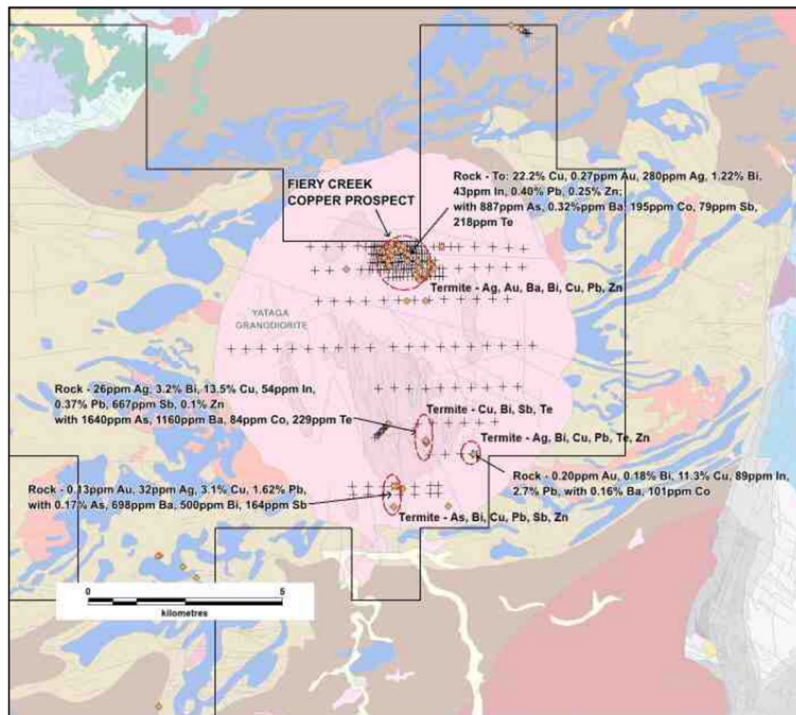 Rock - To: 22.2% Cu, 0.27ppm Au, 280ppm Ag, 1.22% Bi,
43ppm In, 0.40% Pb, 0.25% Zn;
with 887ppm As, 0.32%ppm Ba, 195ppm Co, 79ppm Sb,
218ppm Te
FIERY CREEK
COPPER PROSPECT
Termite - Ag, Au, Ba, Bi, Cu, Pb, Zn
YATAGA
GRANODIORITE
Rock - 26ppm Ag, 3.2% Bi, 13.5% Cu, 54ppm In,
0.37% Pb, 667ppm Sb, 0.1% Zn
with 1640ppm As, 1160ppm Ba, 84ppm Co, 229ppm Te
Termite - Cu, Bi, Sb, Te
Termite - Ag, Bi, Cu, Pb, Te, Zn
Rock - 0.20ppm Au, 0.18% Bi, 11.3% Cu, 89ppm In,
2.7% Pb, with 0.16% Ba, 101ppm Co
Rock - 0.13ppm Au, 32ppm Ag, 3.1% Cu, 1.62% Pb,
with 0.17% As, 698ppm Ba, 500ppm Bi, 164ppm Sb
Termite - As, Bi, Cu, Pb, Sb, Zn
0 5
kilometres